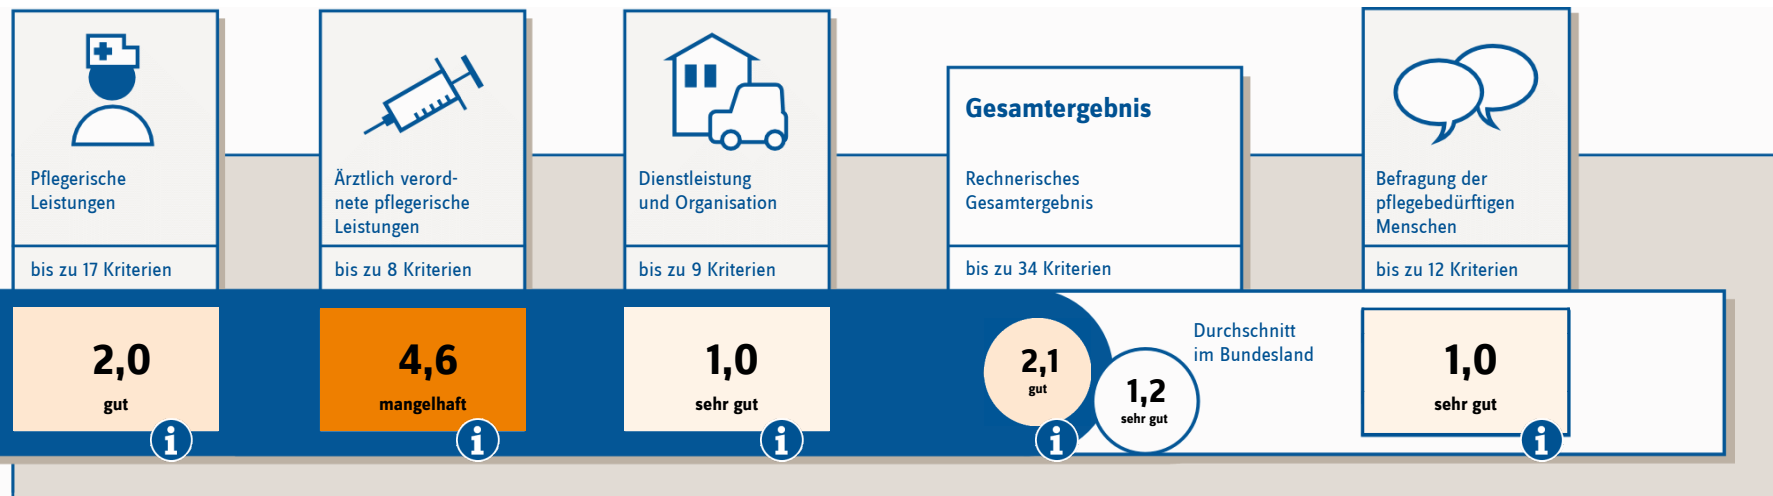 Pflegerische
Leistungen
bis zu 17 Kriterien
2,0
gut
i
Ärztlich verord-
nete pflegerische
Leistungen
bis zu 8 Kriterien
4,6
mangelhaft
i
Dienstleistung
und Organisation
bis zu 9 Kriterien
1,0
sehr gut
i
Gesamtergebnis
Rechnerisches
Gesamtergebnis
bis zu 34 Kriterien
2,1
gut
i
1,2
sehr gut
Durchschnitt
im Bundesland
Befragung der
pflegebedürftigen
Menschen
bis zu 12 Kriterien
1,0
sehr gut
i